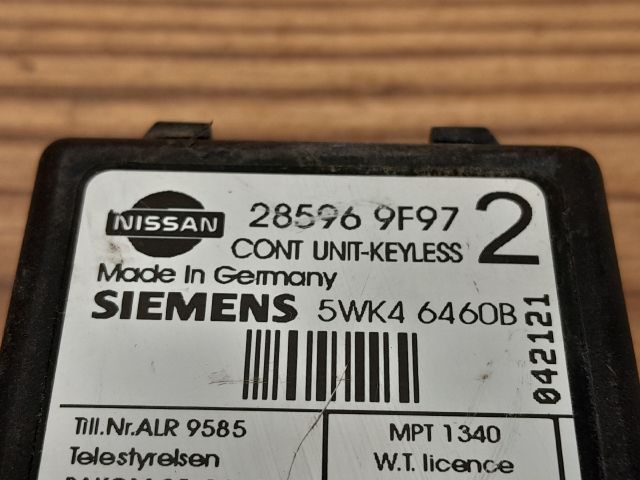 NISSAN
28596 9F97 2
CONT UNIT-KEYLESS
Made In Germany
SIEMENS 5WK4 6460B
042121
Till.Nr.ALR 9585
Telestyrelsen
MPT 1340
W.T. licence